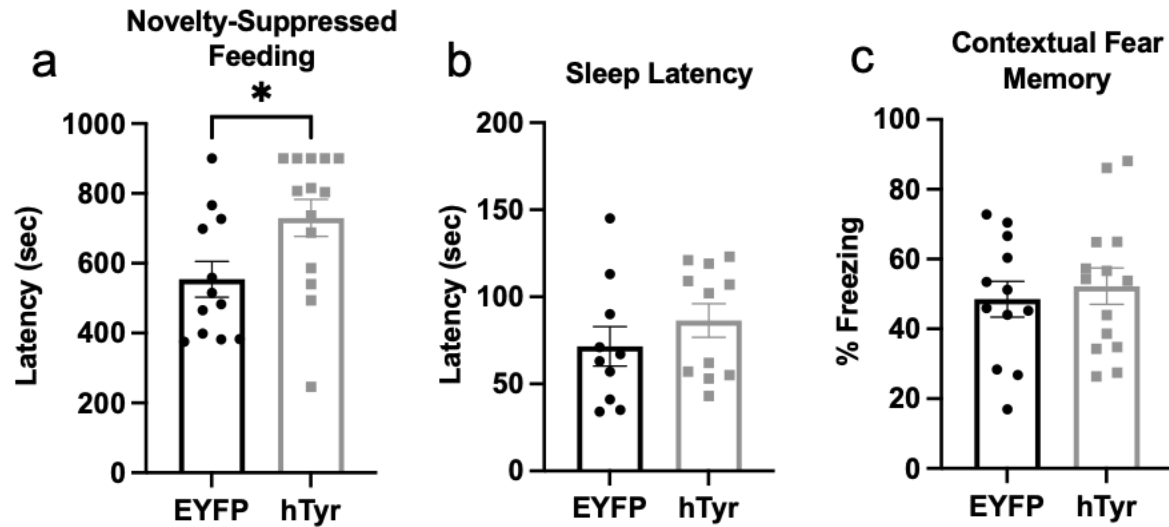 a
Novelty-Suppressed
Feeding
*
1000
800
600
400
200
0
Latency (sec)
EYFP hTyr
b
Sleep Latency
200
150
100
50
0
Latency (sec)
EYFP hTyr
c
Contextual Fear
Memory
100
80
60
40
20
0
% Freezing
EYFP hTyr